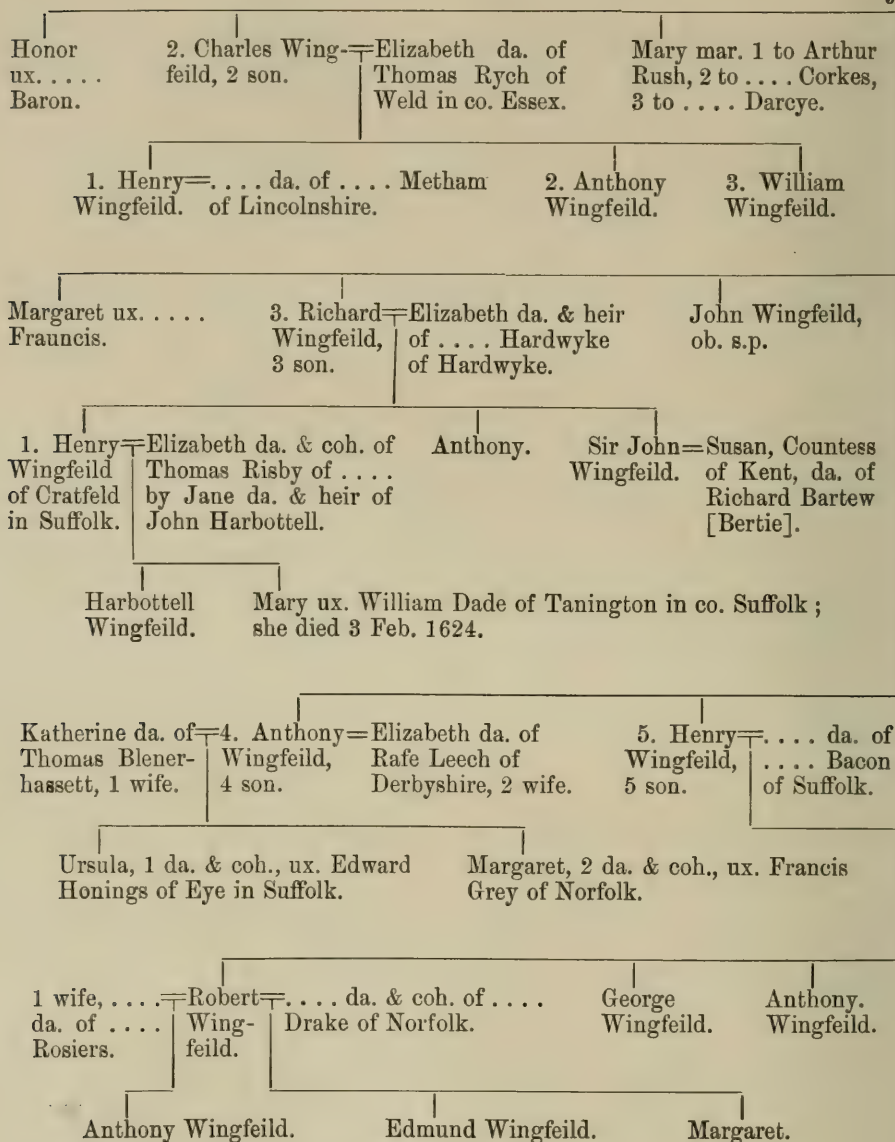 Honor
ux. . . . .
Baron.
2. Charles Wing-=Elizabeth da. of
feild, 2 son.
Thomas Rych of
Weld in co. Essex.
Mary mar. 1 to Arthur
Rush, 2 to . . . . Corkes,
3 to . . . . Darcye.
1. Henry=. . . . da. of . . . . Metham
Wingfeild. of Lincolnshire.
2. Anthony
Wingfeild.
3. William
Wingfeild.
Margaret ux. . . . .
Frauncis.
3. Richard=Elizabeth da. & heir
Wingfeild, of . . . . Hardwyke
3 son. of Hardwyke.
John Wingfeild,
ob. s.p.
1. Henry=Elizabeth da. & coh. of
Wingfeild Thomas Risby of . . . .
of Cratfeld by Jane da. & heir of
in Suffolk. John Harbottell.
Anthony.
Sir John=Susan, Countess
Wingfeild. of Kent, da. of
Richard Bartew
[Bertie].
Harbottell
Wingfeild.
Mary ux. William Dade of Tanington in co. Suffolk ;
she died 3 Feb. 1624.
Katherine da. of=4. Anthony=Elizabeth da. of
Thomas Blener- Wingfeild, Rafe Leech of
hassett, 1 wife. 4 son. Derbyshire, 2 wife.
5. Henry=. . . . da. of
Wingfeild, . . . . Bacon
5 son. of Suffolk.
Ursula, 1 da. & coh., ux. Edward
Honings of Eye in Suffolk.
Margaret, 2 da. & coh., ux. Francis
Grey of Norfolk.
1 wife, . . . .=Robert=. . . . da. & coh. of . . . .
da. of . . . . Wing- Drake of Norfolk.
Rosiers. feild.
George
Wingfeild.
Anthony.
Wingfeild.
Anthony Wingfeild. Edmund Wingfeild. Margaret.